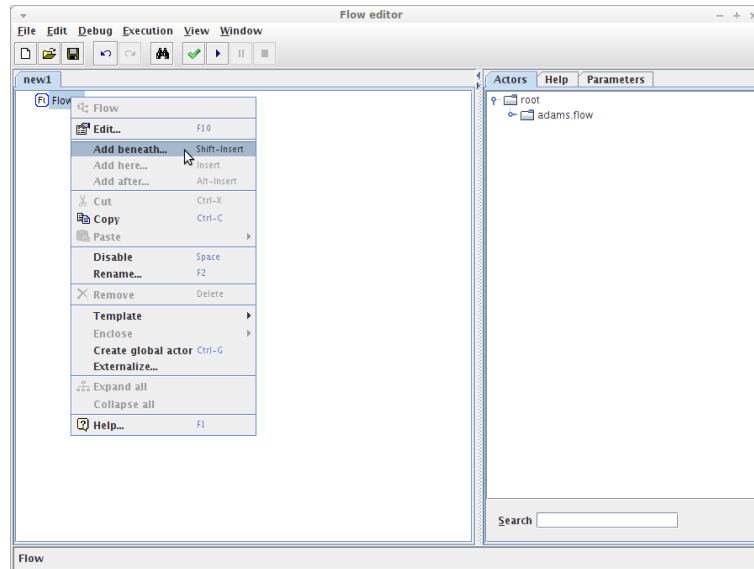 Flow editor
File Edit Debug Execution View Window
new1
Actors Help Parameters
Fl Flow
root
adams.flow
Flow
Edit... F10
Add beneath... Shift-Insert
Add here... Insert
Add after... Alt-Insert
Cut Ctrl-X
Copy Ctrl-C
Paste
Disable Space
Rename... F2
Remove Delete
Template
Enclose
Create global actor Ctrl-G
Externalize...
Expand all
Collapse all
Help... F1
Search
Flow